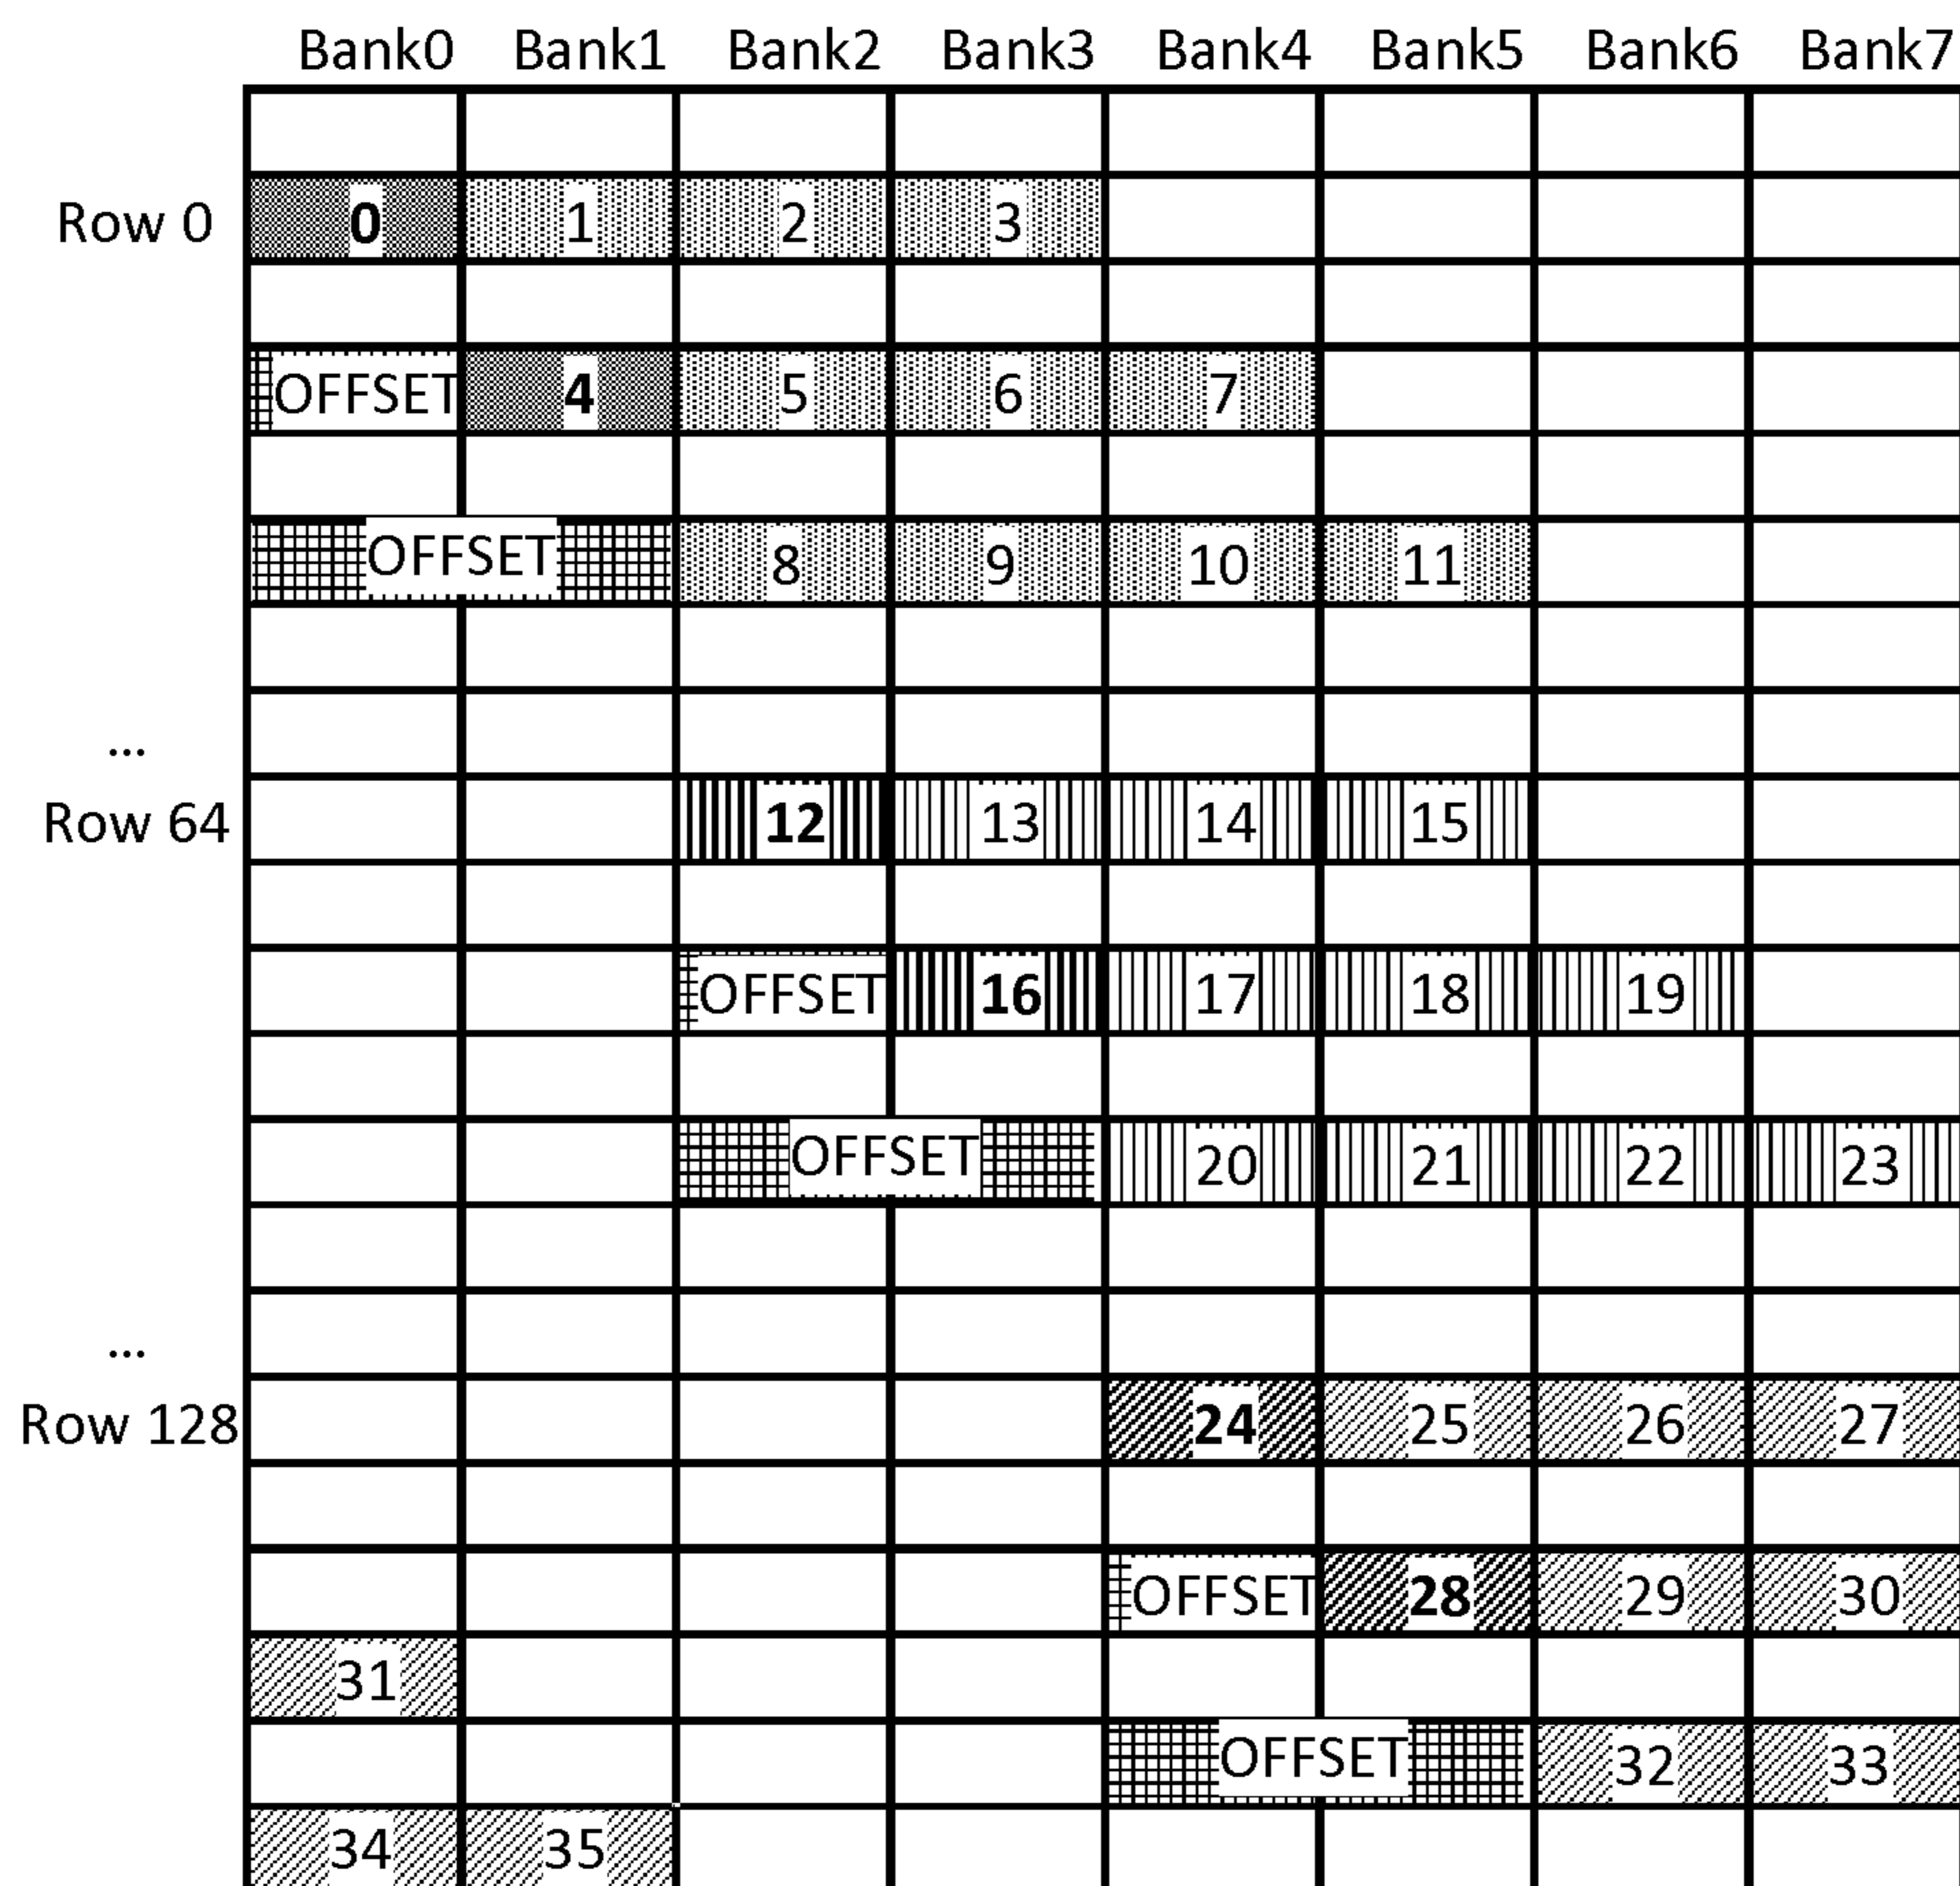 Bank0 Bank1 Bank2 Bank3 Bank4 Bank5 Bank6 Bank7
Row 0 0 1 2 3
OFFSET 4 5 6 7
OFFSET 8 9 10 11
...
Row 64 12 13 14 15
OFFSET 16 17 18 19
OFFSET 20 21 22 23
...
Row 128 24 25 26 27
OFFSET 28 29 30
31
OFFSET 32 33
34 35